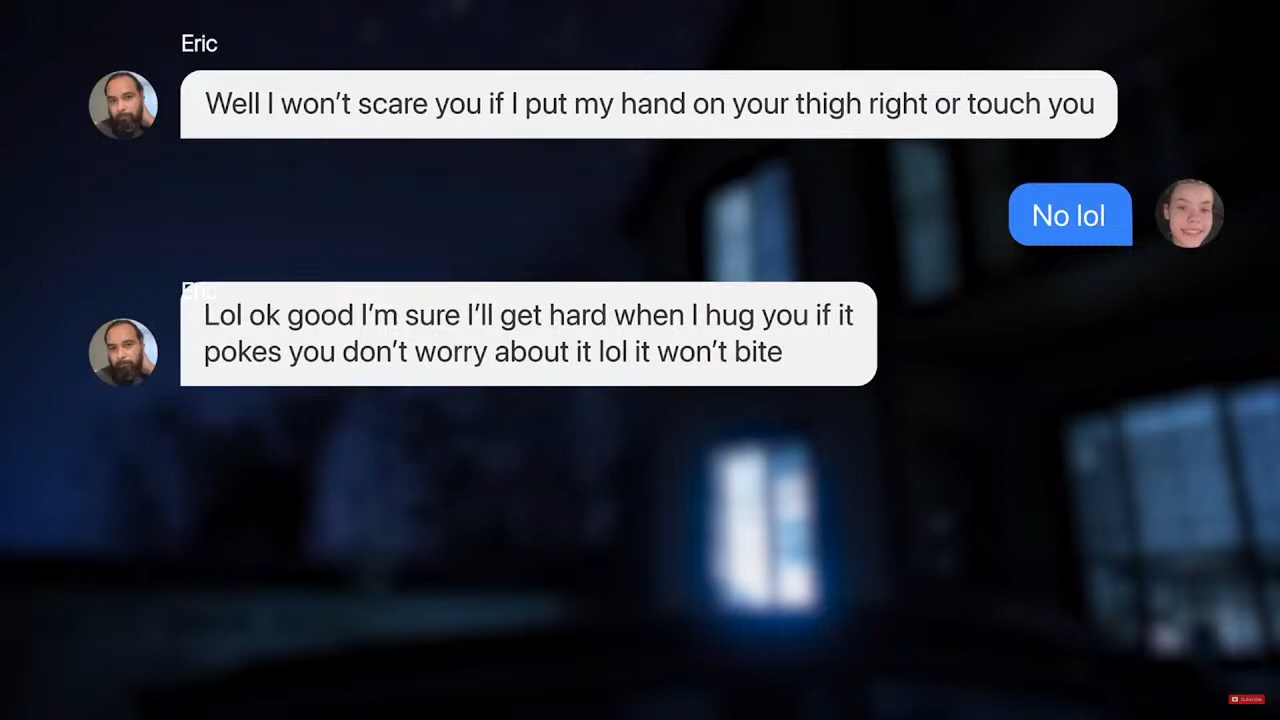 Eric
Well I won't scare you if I put my hand on your thigh right or touch you
No lol
Eric
Lol ok good I'm sure I'll get hard when I hug you if it
pokes you don't worry about it lol it won't bite